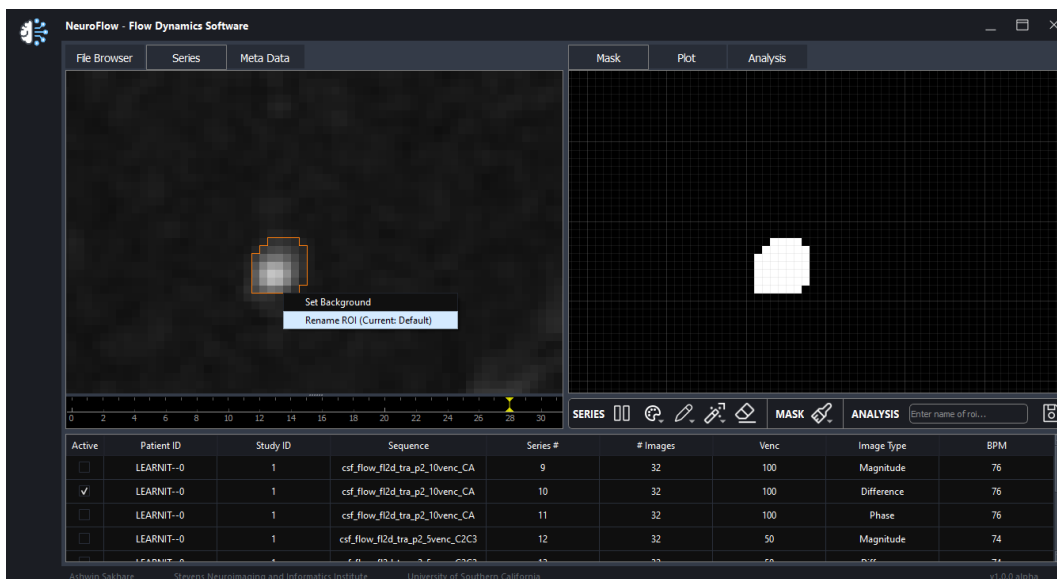 NeuroFlow - Flow Dynamics Software
File Browser Series Meta Data
Mask Plot Analysis
Set Background
Rename ROI (Current: Default)
0 2 4 6 8 10 12 14 16 18 20 22 24 26 28 30
SERIES MASK ANALYSIS Enter name of roi...
Active Patient ID Study ID Sequence Series # # Images Venc Image Type BPM
LEARNIT--0 1 csf_flow_fl2d_tra_p2_10venc_CA 9 32 100 Magnitude 76
LEARNIT--0 1 csf_flow_fl2d_tra_p2_10venc_CA 10 32 100 Difference 76
LEARNIT--0 1 csf_flow_fl2d_tra_p2_10venc_CA 11 32 100 Phase 76
LEARNIT--0 1 csf_flow_fl2d_tra_p2_5venc_C2C3 12 32 50 Magnitude 74
Ashwin Sakhare Stevens Neuroimaging and Informatics Institute University of Southern California v1.0.0 alpha